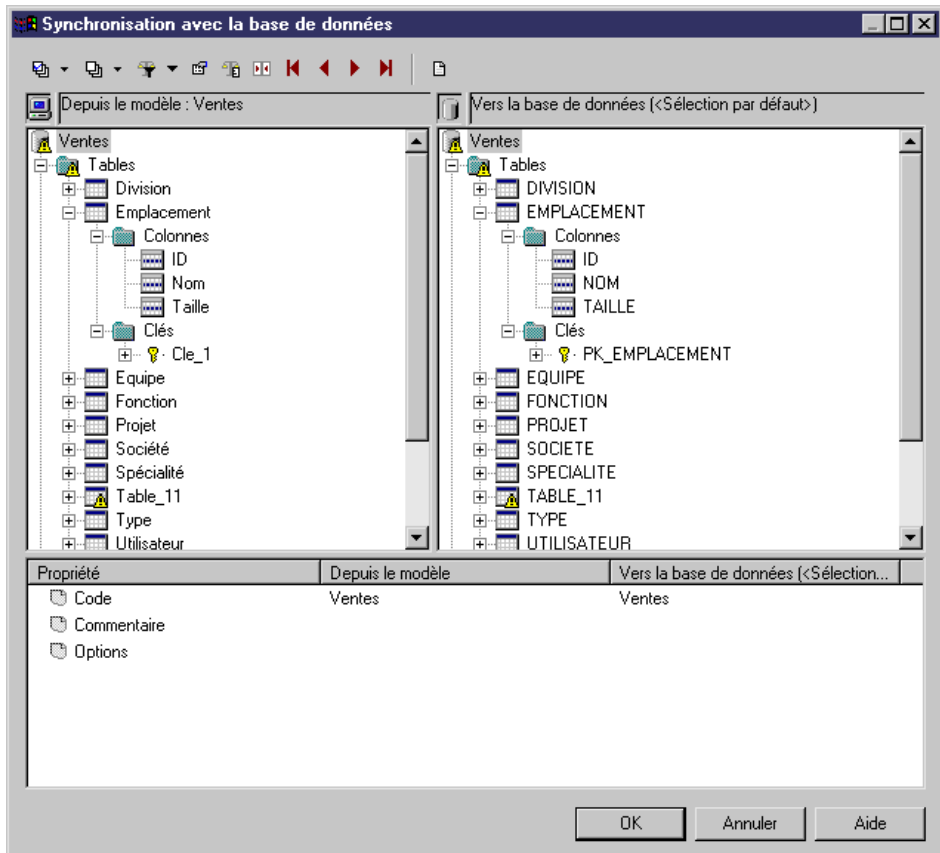 Synchronisation avec la base de données
Depuis le modèle : Ventes
Vers la base de données (<Sélection par défaut>)
Ventes
Tables
Division
Emplacement
Colonnes
ID
Nom
Taille
Clés
Cle_1
Equipe
Fonction
Projet
Société
Spécialité
Table_11
Type
Utilisateur
Ventes
Tables
DIVISION
EMPLACEMENT
Colonnes
ID
NOM
TAILLE
Clés
PK_EMPLACEMENT
EQUIPE
FONCTION
PROJET
SOCIETE
SPECIALITE
TABLE_11
TYPE
UTILISATEUR
Propriété Depuis le modèle Vers la base de données (<Sélection...
Code Ventes Ventes
Commentaire
Options
OK Annuler Aide